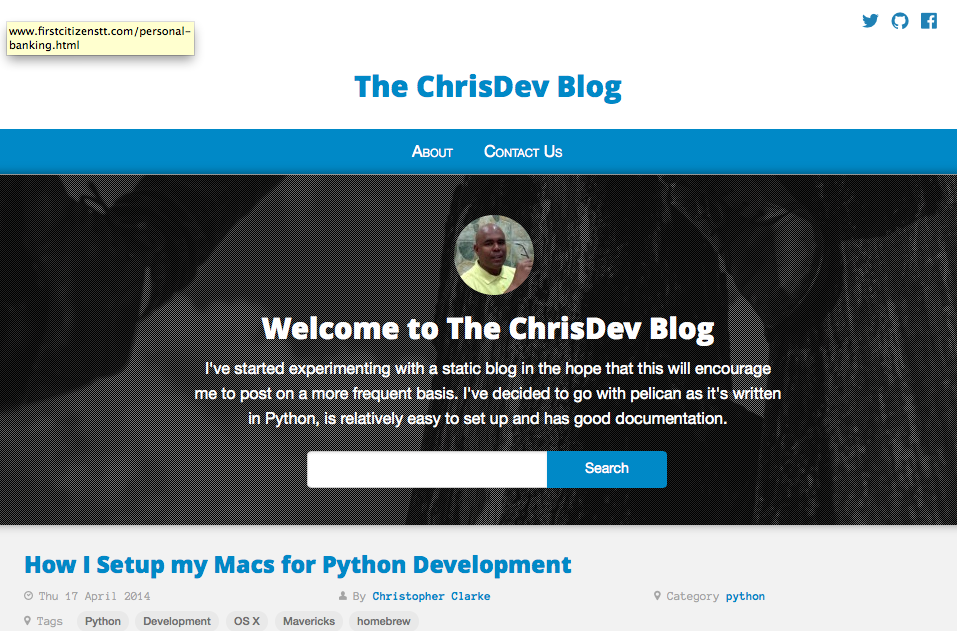 www.firstcitizenstt.com/personal-
banking.html
The ChrisDev Blog
About Contact Us
Welcome to The ChrisDev Blog
I've started experimenting with a static blog in the hope that this will encourage
me to post on a more frequent basis. I've decided to go with pelican as it's written
in Python, is relatively easy to set up and has good documentation.
Search
How I Setup my Macs for Python Development
Thu 17 April 2014 By Christopher Clarke Category python
Tags Python Development OS X Mavericks homebrew